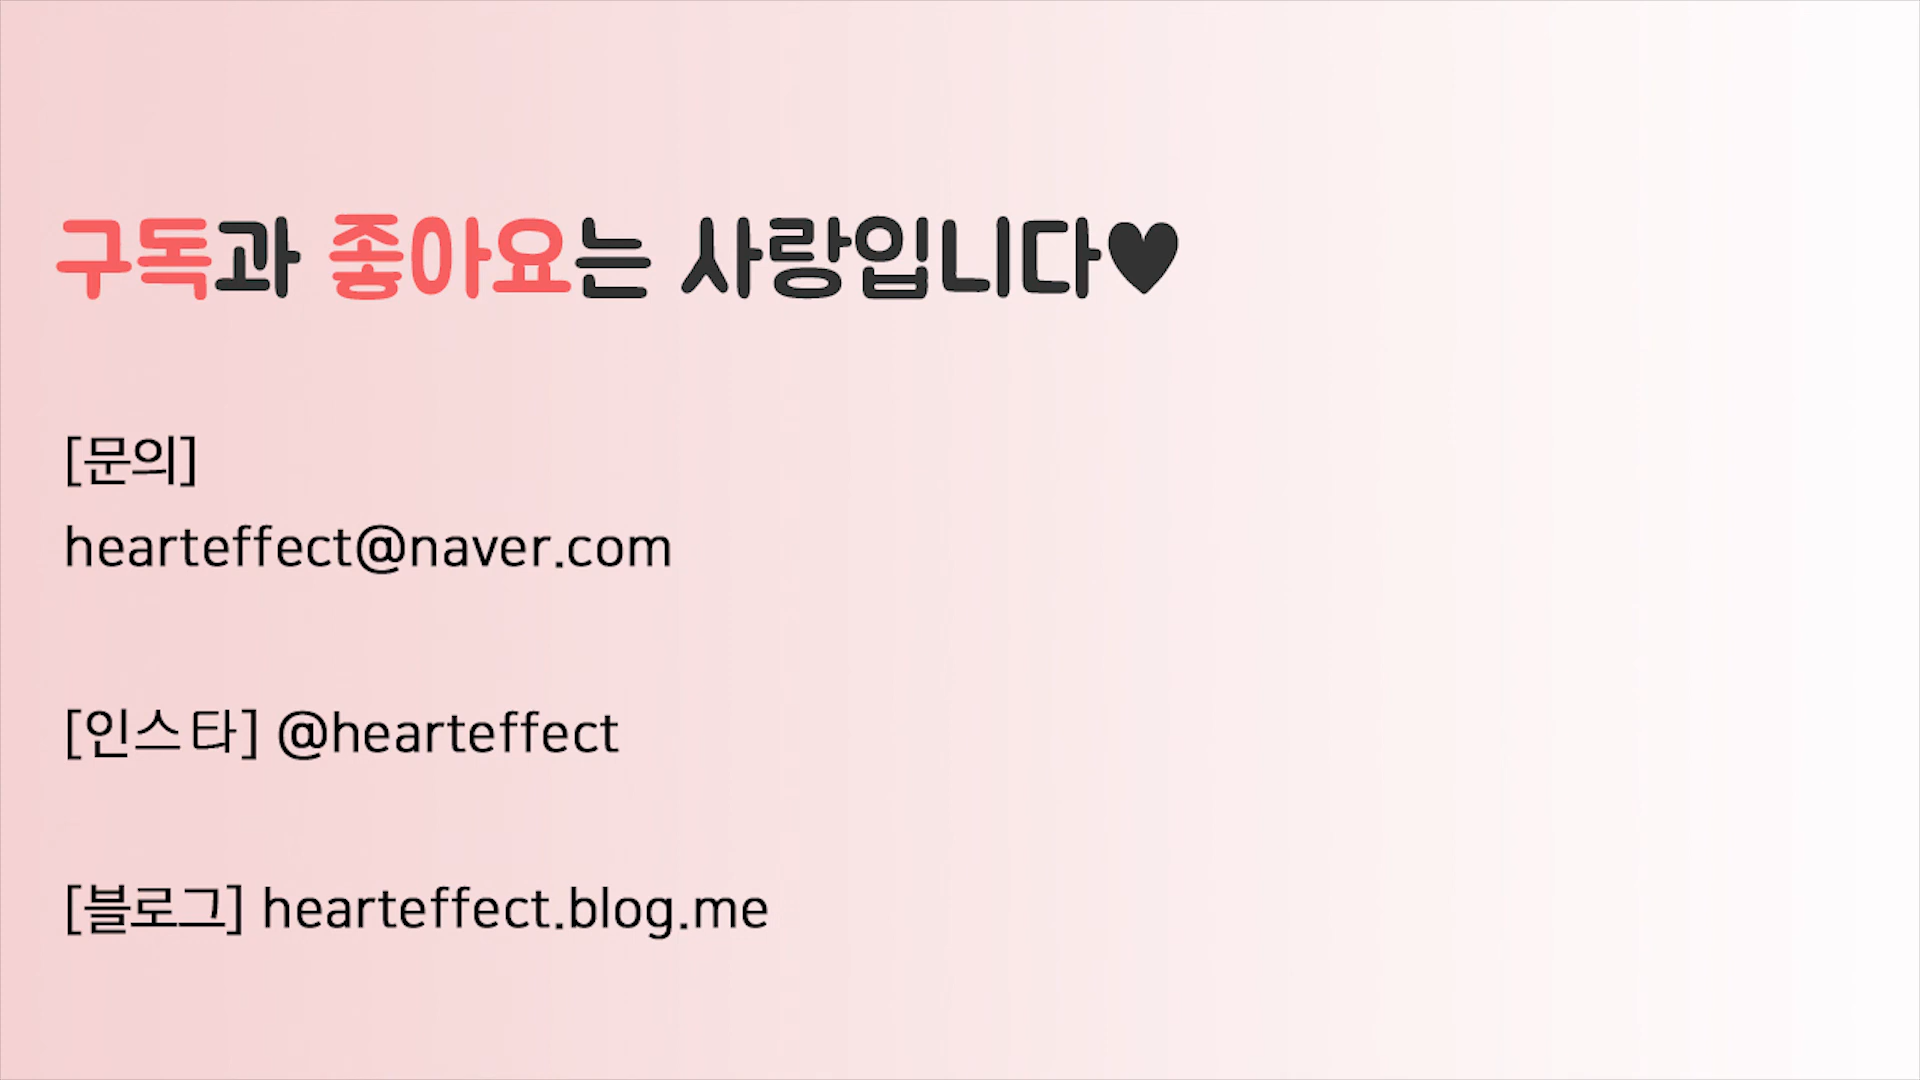 구독과 좋아요는 사랑입니다♥
[문의]
hearteffect@naver.com
[인스타] @hearteffect
[블로그] hearteffect.blog.me